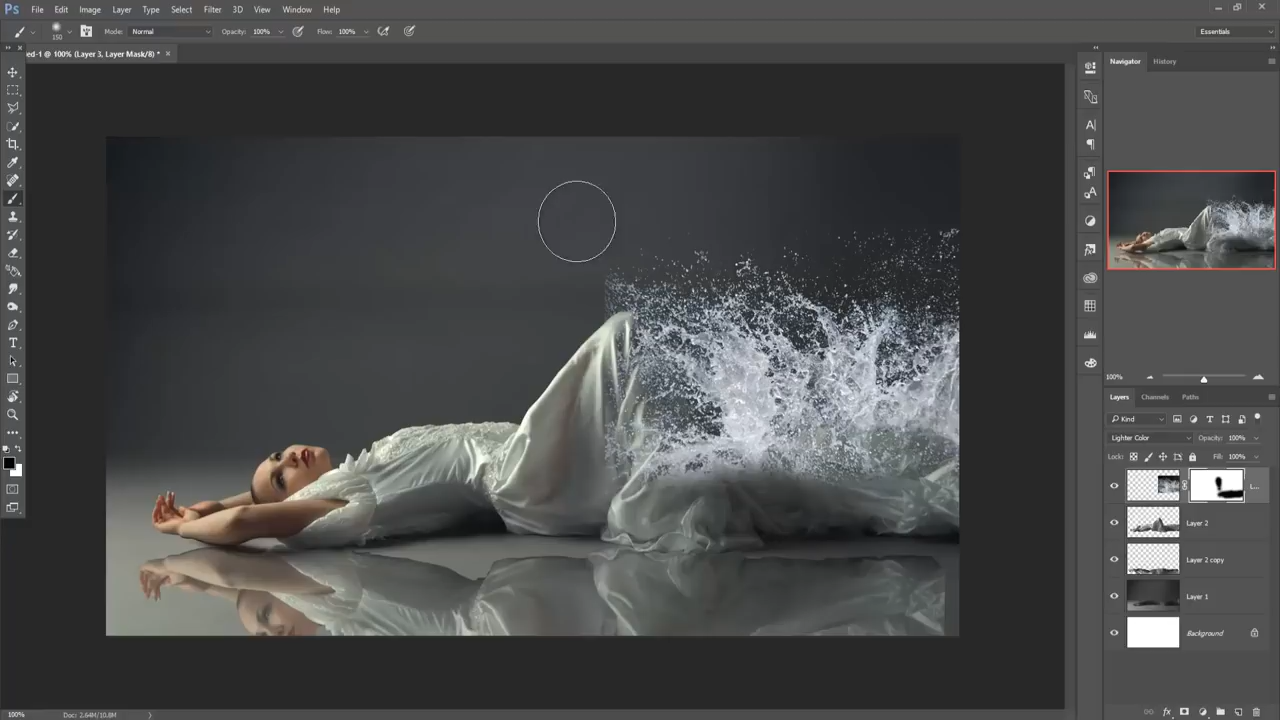 Ps File Edit Image Layer Type Select Filter 3D View Window Help
150 Mode: Normal Opacity: 100% Flow: 100% Essentials
ed-1 @ 100% (Layer 3, Layer Mask/8) * ×
Navigator History
100%
Layers Channels Paths
Kind
Lighter Color Opacity: 100%
Lock: Fill: 100%
L...
Layer 2
Layer 2 copy
Layer 1
Background
100% Doc: 2.64M/10.8M